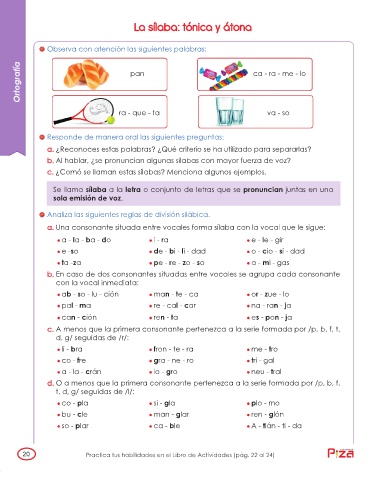 La sílaba: tónica y átona
Ortografía
Observa con atención las siguientes palabras:
pan
ca - ra - me - lo
ra - que - ta
va - so
Responde de manera oral las siguientes preguntas:
a. ¿Reconoces estas palabras? ¿Qué criterio se ha utilizado para separarlas?
b. Al hablar, ¿se pronuncian algunas sílabas con mayor fuerza de voz?
c. ¿Cómo se llaman estas sílabas? Menciona algunos ejemplos.
Se llama sílaba a la letra o conjunto de letras que se pronuncian juntas en una
sola emisión de voz.
Analiza las siguientes reglas de división silábica.
a. Una consonante situada entre vocales forma sílaba con la vocal que le sigue:
a - la - ba - do
i - ra
e - le - gir
e - so
de - bi - li - dad
o - cio - si - dad
ta - za
pe - re - zo - so
a - mi - gas
b. En caso de dos consonantes situadas entre vocales se agrupa cada consonante
con la vocal inmediata:
ab - so - lu - ción
man - te - ca
or - zue - lo
pal - ma
re - cal - car
na - ran - ja
can - ción
ren - ta
es - pon - ja
c. A menos que la primera consonante pertenezca a la serie formada por /p, b, f, t,
d, g/ seguidas de /r/:
li - bra
fron - te - ra
me - tro
co - fre
gra - ne - ro
tri - gal
a - la - crán
lo - gro
neu - tral
d. O a menos que la primera consonante pertenezca a la serie formada por /p, b, f,
t, d, g/ seguidas de /l/:
co - pla
si - gla
plo - mo
bu - cle
man - glar
ren - glón
so - plar
ca - ble
A - tlán - ti - da
20
Practica tus habilidades en el Libro de Actividades (pág. 22 al 24)